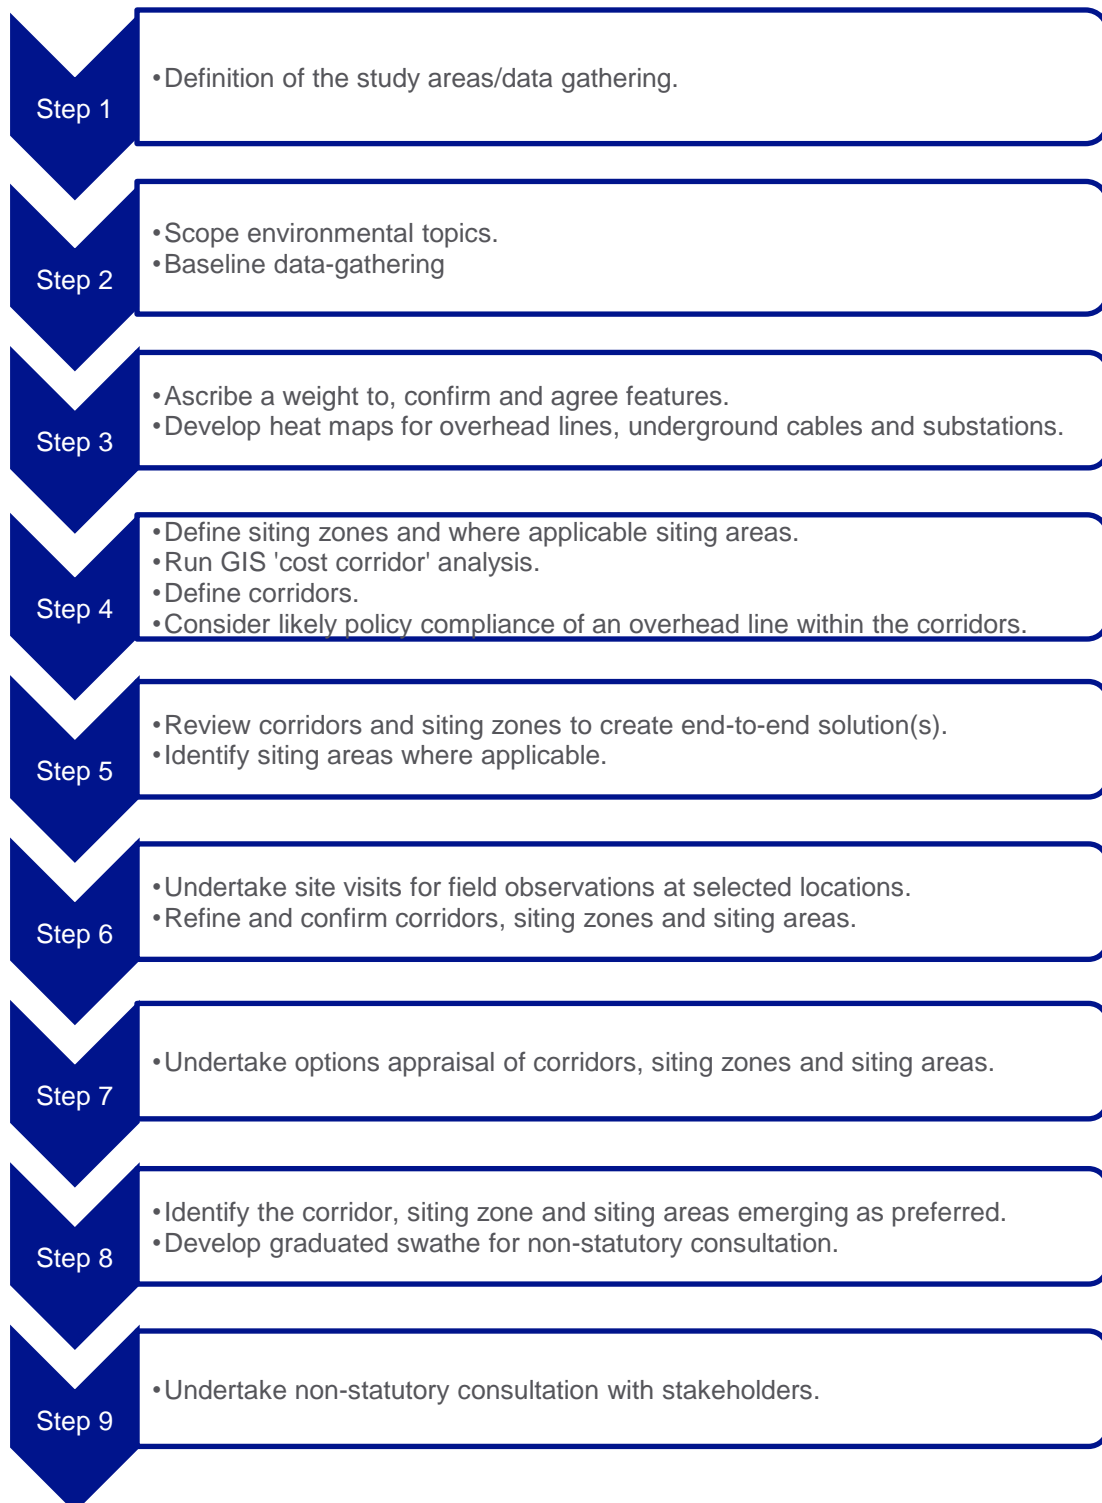 Step 1
•Definition of the study areas/data gathering.
Step 2
•Scope environmental topics.
•Baseline data-gathering
Step 3
•Ascribe a weight to, confirm and agree features.
•Develop heat maps for overhead lines, underground cables and substations.
Step 4
•Define siting zones and where applicable siting areas.
•Run GIS 'cost corridor' analysis.
•Define corridors.
•Consider likely policy compliance of an overhead line within the corridors.
Step 5
•Review corridors and siting zones to create end-to-end solution(s).
•Identify siting areas where applicable.
Step 6
•Undertake site visits for field observations at selected locations.
•Refine and confirm corridors, siting zones and siting areas.
Step 7
•Undertake options appraisal of corridors, siting zones and siting areas.
Step 8
•Identify the corridor, siting zone and siting areas emerging as preferred.
•Develop graduated swathe for non-statutory consultation.
Step 9
•Undertake non-statutory consultation with stakeholders.